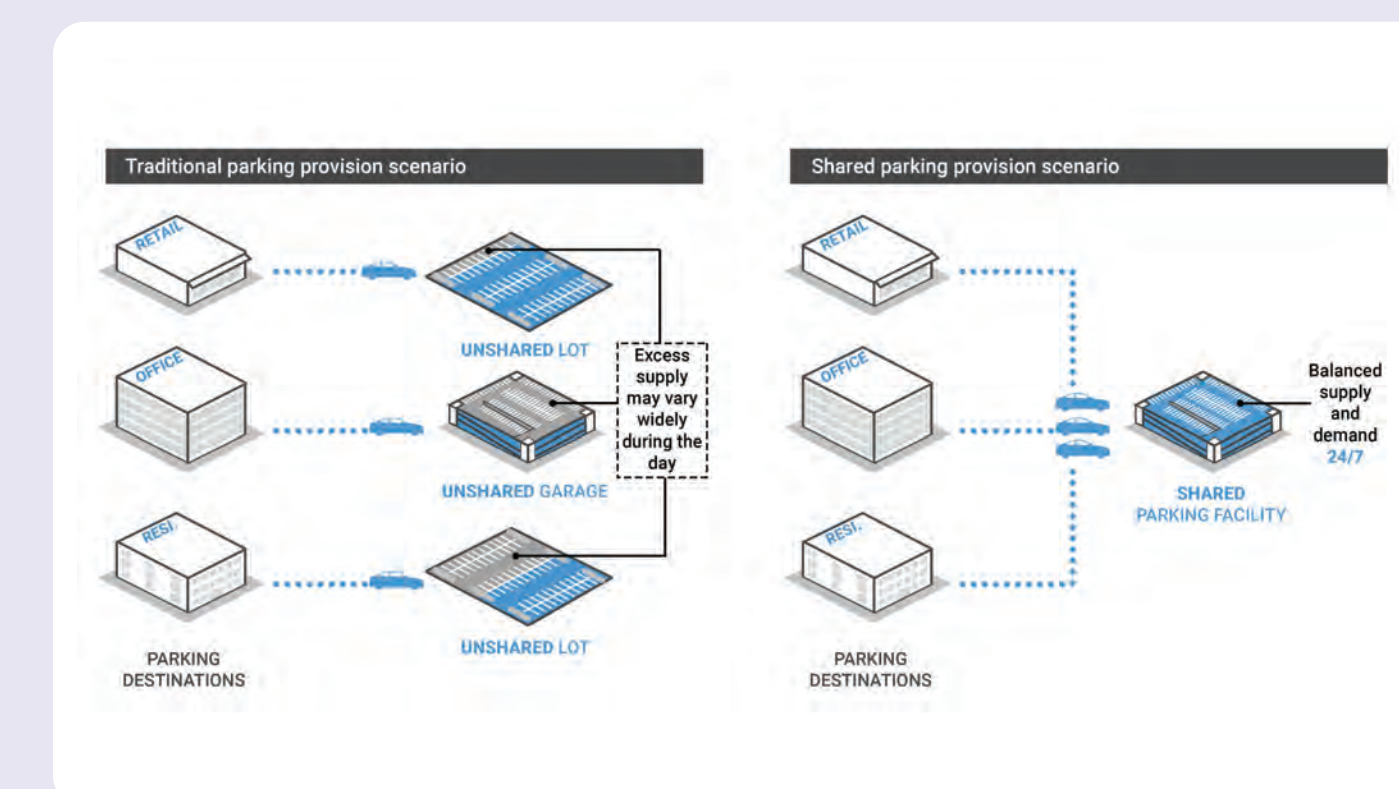 Traditional parking provision scenario
RETAIL
UNSHARED LOT
OFFICE
UNSHARED GARAGE
Excess
supply
may vary
widely
during the
day
RESI.
UNSHARED LOT
PARKING
DESTINATIONS
Shared parking provision scenario
RETAIL
OFFICE
RESI.
SHARED
PARKING FACILITY
Balanced
supply
and
demand
24/7
PARKING
DESTINATIONS